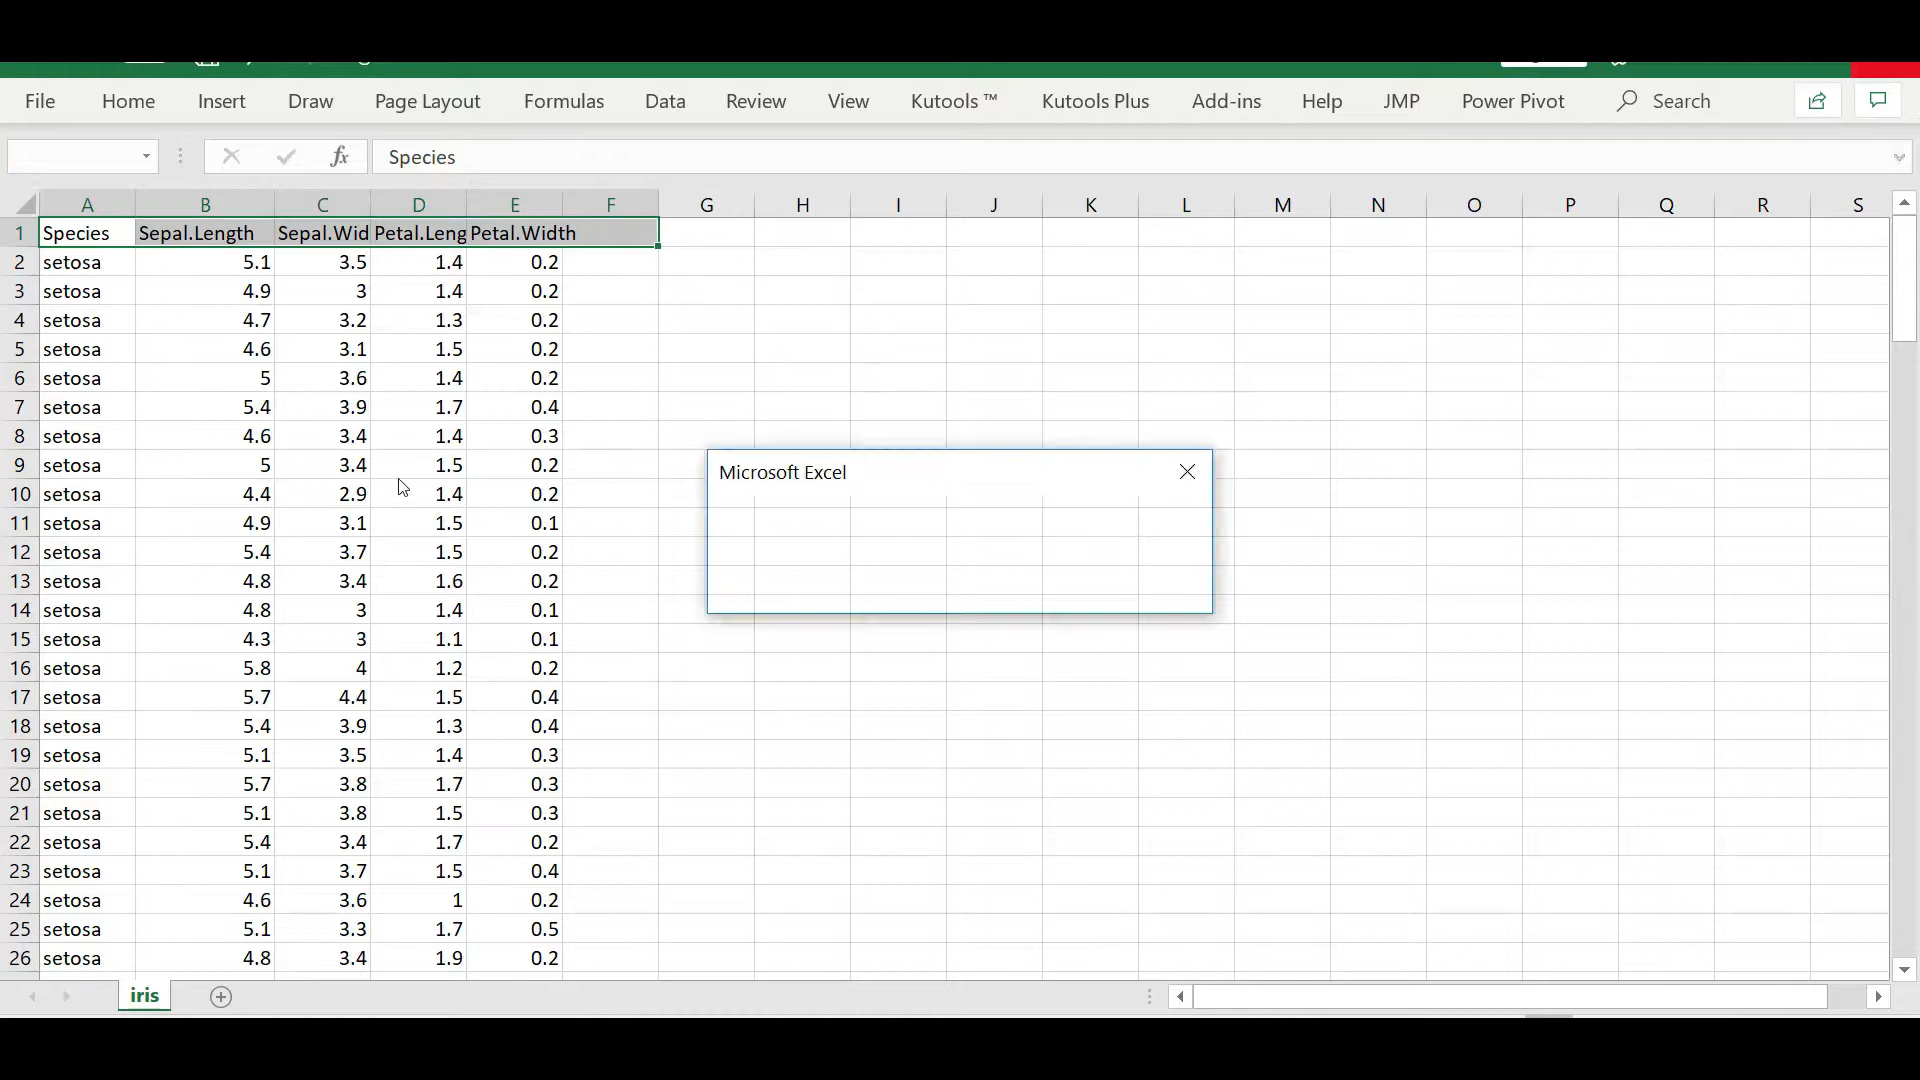 File Home Insert Draw Page Layout Formulas Data Review View Kutools ™ Kutools Plus Add-ins Help JMP Power Pivot Search
fx Species
A B C D E F G H I J K L M N O P Q R S
1 Species Sepal.Length Sepal.Wid Petal.Leng Petal.Width
2 setosa 5.1 3.5 1.4 0.2
3 setosa 4.9 3 1.4 0.2
4 setosa 4.7 3.2 1.3 0.2
5 setosa 4.6 3.1 1.5 0.2
6 setosa 5 3.6 1.4 0.2
7 setosa 5.4 3.9 1.7 0.4
8 setosa 4.6 3.4 1.4 0.3
9 setosa 5 3.4 1.5 0.2
Microsoft Excel
10 setosa 4.4 2.9 1.4 0.2
11 setosa 4.9 3.1 1.5 0.1
12 setosa 5.4 3.7 1.5 0.2
13 setosa 4.8 3.4 1.6 0.2
14 setosa 4.8 3 1.4 0.1
15 setosa 4.3 3 1.1 0.1
16 setosa 5.8 4 1.2 0.2
17 setosa 5.7 4.4 1.5 0.4
18 setosa 5.4 3.9 1.3 0.4
19 setosa 5.1 3.5 1.4 0.3
20 setosa 5.7 3.8 1.7 0.3
21 setosa 5.1 3.8 1.5 0.3
22 setosa 5.4 3.4 1.7 0.2
23 setosa 5.1 3.7 1.5 0.4
24 setosa 4.6 3.6 1 0.2
25 setosa 5.1 3.3 1.7 0.5
26 setosa 4.8 3.4 1.9 0.2
iris